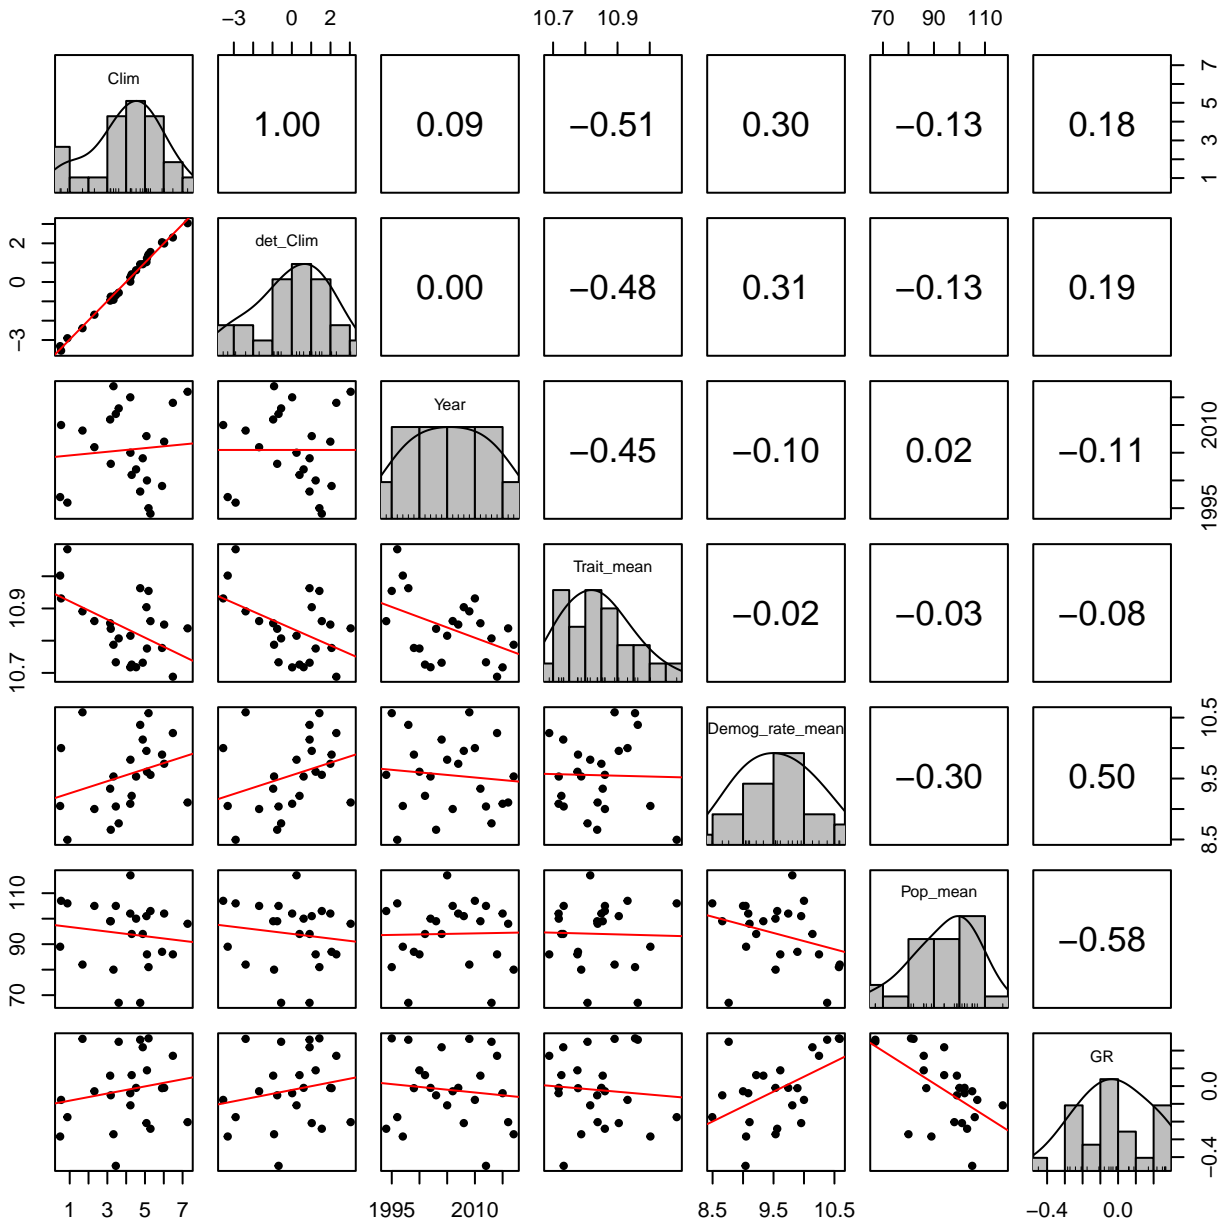 −3 0 2 10.7 10.9 70 90 110
Clim 1.00 0.09 −0.51 0.30 −0.13 0.18 1 3 5 7
−3 0 2 det_Clim 0.00 −0.48 0.31 −0.13 0.19
Year −0.45 −0.10 0.02 −0.11 1995 2010
10.7 10.9 Trait_mean −0.02 −0.03 −0.08
Demog_rate_mean −0.30 0.50 8.5 9.5 10.5
70 90 110 Pop_mean −0.58
GR −0.4 0.0
1 3 5 7 1995 2010 8.5 9.5 10.5 −0.4 0.0